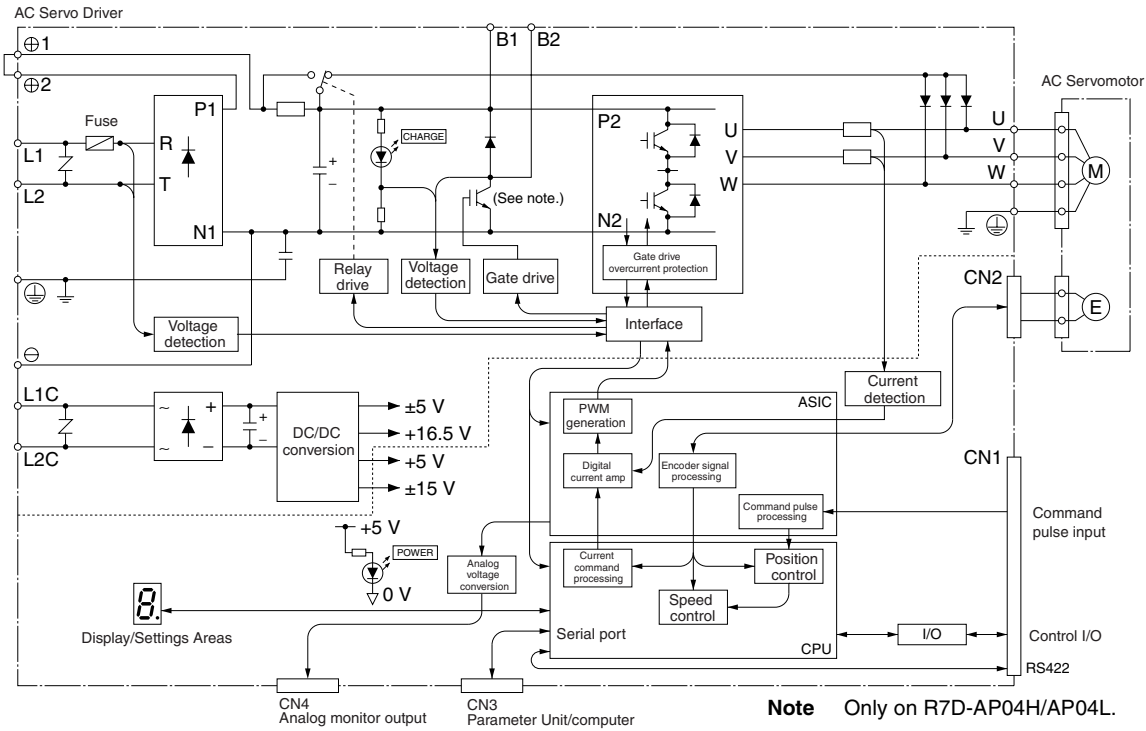 AC Servo Driver
⊕1
⊕2
B1
B2
AC Servomotor
Fuse
P1
R
T
N1
L1
L2
CHARGE
+
−
(See note.)
P2
N2
U
V
W
Gate drive
overcurrent protection
U
V
W
M
CN2
E
Relay
drive
Voltage
detection
Gate drive
Interface
Voltage
detection
⊖
L1C
L2C
~
~
+
−
+
−
DC/DC
conversion
±5 V
+16.5 V
+5 V
±15 V
Current
detection
ASIC
PWM
generation
Digital
current amp
Encoder signal
processing
Command pulse
processing
CN1
Command
pulse input
+5 V
POWER
0 V
Analog
voltage
conversion
Current
command
processing
Position
control
Speed
control
8.
Display/Settings Areas
Serial port
CPU
I/O
Control I/O
RS422
CN4
Analog monitor output
CN3
Parameter Unit/computer
Note Only on R7D-AP04H/AP04L.